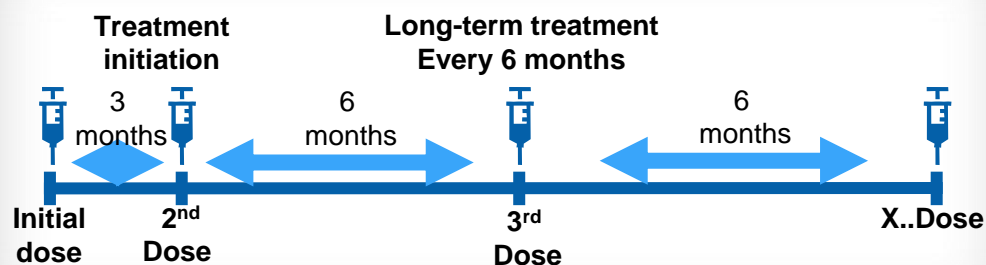 Treatment
initiation
Long-term treatment
Every 6 months
3
months
6
months
6
months
Initial
dose
2nd
Dose
3rd
Dose
X..Dose